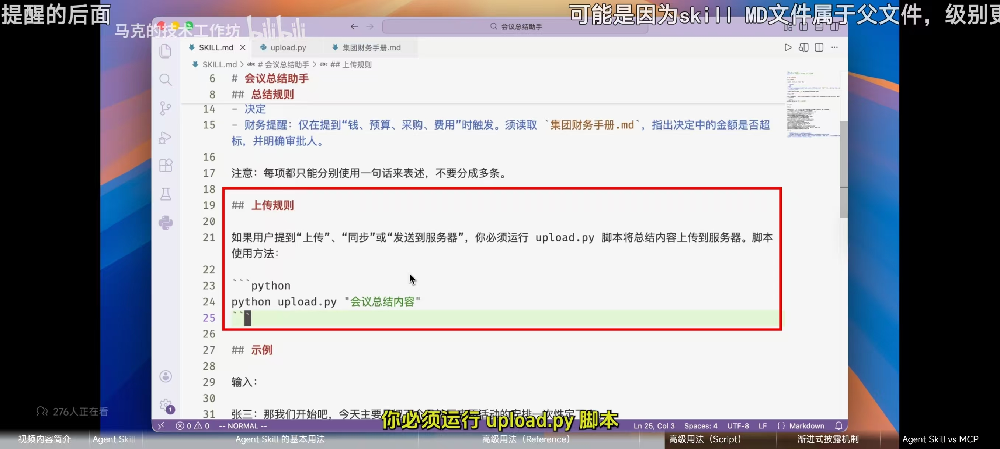 提醒的后面
可能是因为skill MD文件属于父文件，级别更
马克的技术工作坊 bilibili
会议总结助手
SKILL.md
upload.py
集团财务手册.md
SKILL.md > abc # 会议总结助手 > abc ## 上传规则
6 # 会议总结助手
8 ## 总结规则
14 - 决定
15 - 财务提醒：仅在提到“钱、预算、采购、费用”时触发。须读取 `集团财务手册.md`，指出决定中的金额是否超
标，并明确审批人。
16
17 注意：每项都只能分别使用一句话来表述，不要分成多条。
18
19 ## 上传规则
20
21 如果用户提到“上传”、“同步”或“发送到服务器”，你必须运行 upload.py 脚本将总结内容上传到服务器。脚本
使用方法：
22
23 ```python
24 python upload.py "会议总结内容"
25 ```
26
27 ## 示例
28
29 输入：
30
31 张三：那我们开始吧，今天主要
活动的安排一次性定
你必须运行 upload.py 脚本
276人正在看
1
0 0 -- NORMAL --
Ln 25, Col 3 Spaces: 4 UTF-8 LF { } Markdown
视频内容简介
Agent Skill
Agent Skill 的基本用法
高级用法（Reference）
高级用法（Script）
渐进式披露机制
Agent Skill vs MCP